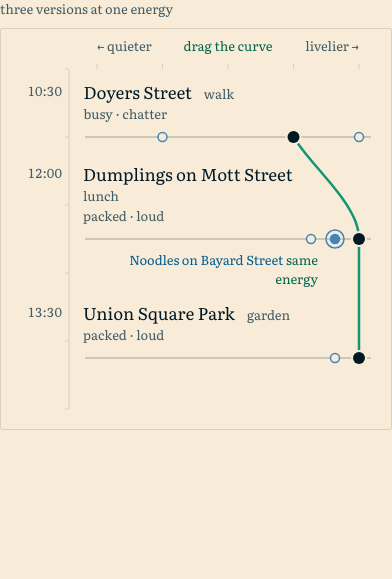 three versions at one energy
← quieter drag the curve livelier →
10:30 Doyers Street walk
busy · chatter
12:00 Dumplings on Mott Street
lunch
packed · loud
Noodles on Bayard Street same
energy
13:30 Union Square Park garden
packed · loud